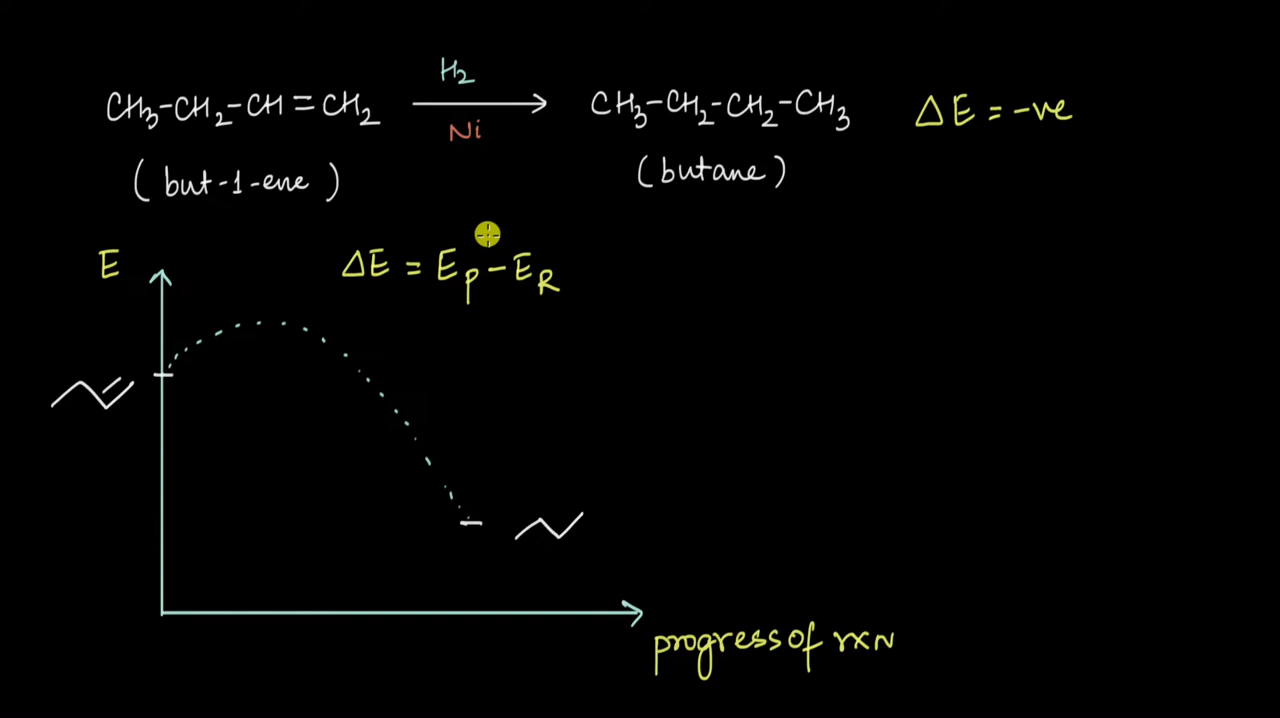 CH3-CH2-CH=CH2 H2 Ni CH3-CH2-CH2-CH3 ΔE = -ve
(but-1-ene) (butane)
E ΔE = EP - ER
progress of rxn